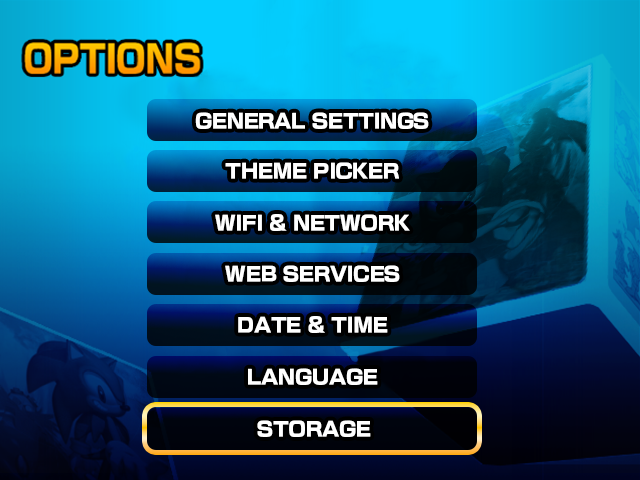 OPTIONS
GENERAL SETTINGS
THEME PICKER
WIFI & NETWORK
WEB SERVICES
DATE & TIME
LANGUAGE
STORAGE